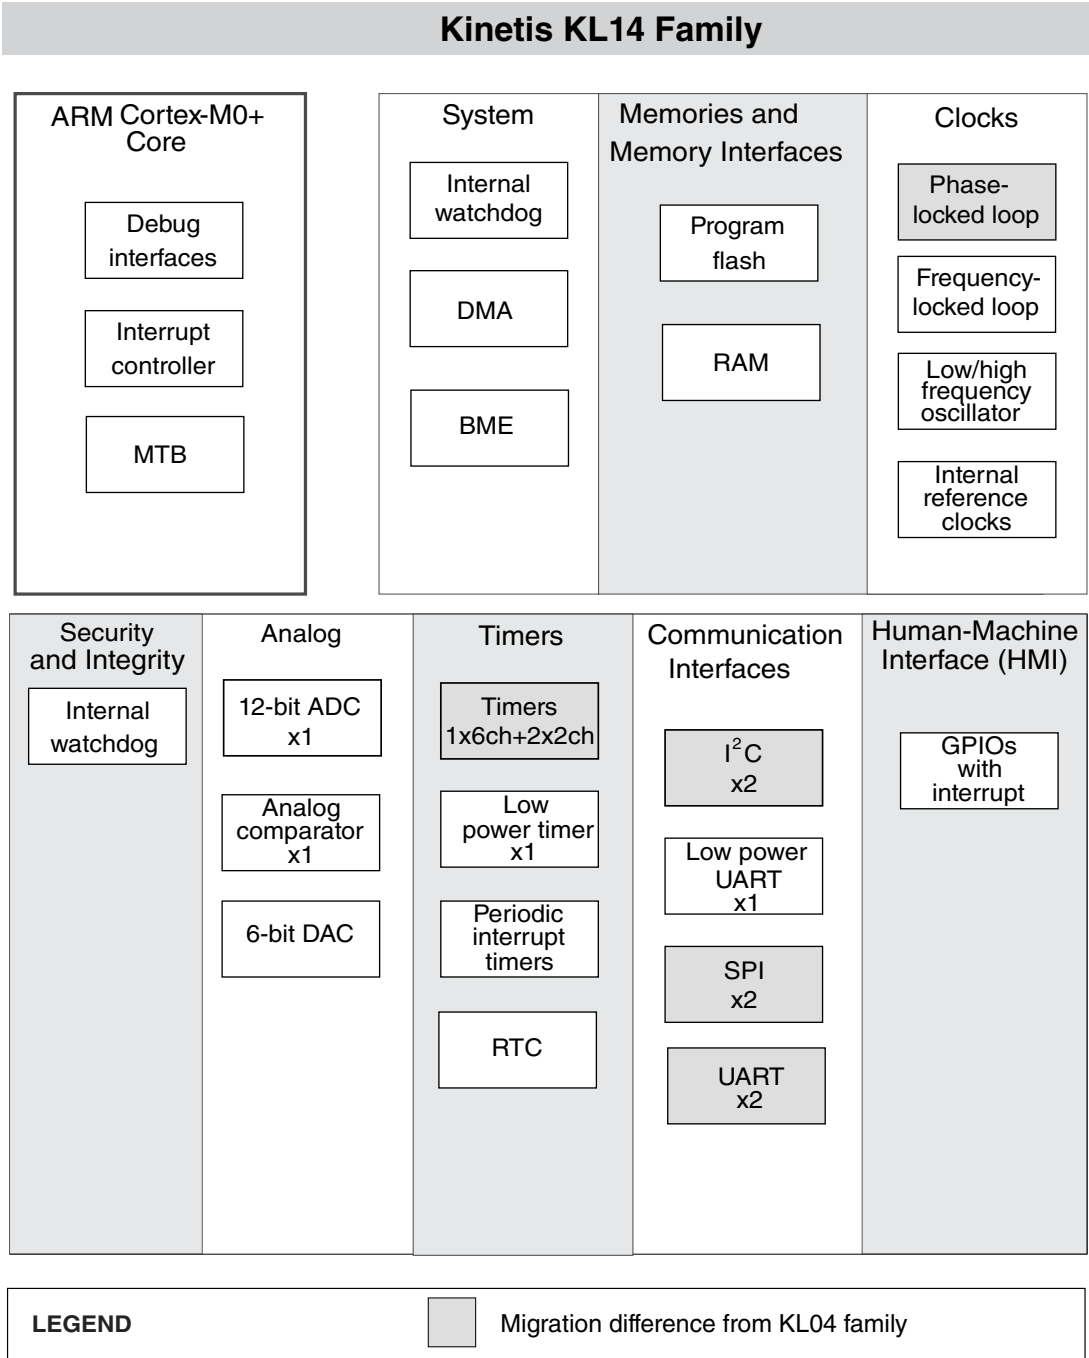 Kinetis KL14 Family
ARM Cortex-M0+
Core
Debug
interfaces
Interrupt
controller
MTB
System
Internal
watchdog
DMA
BME
Memories and
Memory Interfaces
Program
flash
RAM
Clocks
Phase-
locked loop
Frequency-
locked loop
Low/high
frequency
oscillator
Internal
reference
clocks
Security
and Integrity
Internal
watchdog
Analog
12-bit ADC
x1
Analog
comparator
x1
6-bit DAC
Timers
Timers
1x6ch+2x2ch
Low
power timer
x1
Periodic
interrupt
timers
RTC
Communication
Interfaces
I²C
x2
Low power
UART
x1
SPI
x2
UART
x2
Human-Machine
Interface (HMI)
GPIOs
with
interrupt
LEGEND
Migration difference from KL04 family